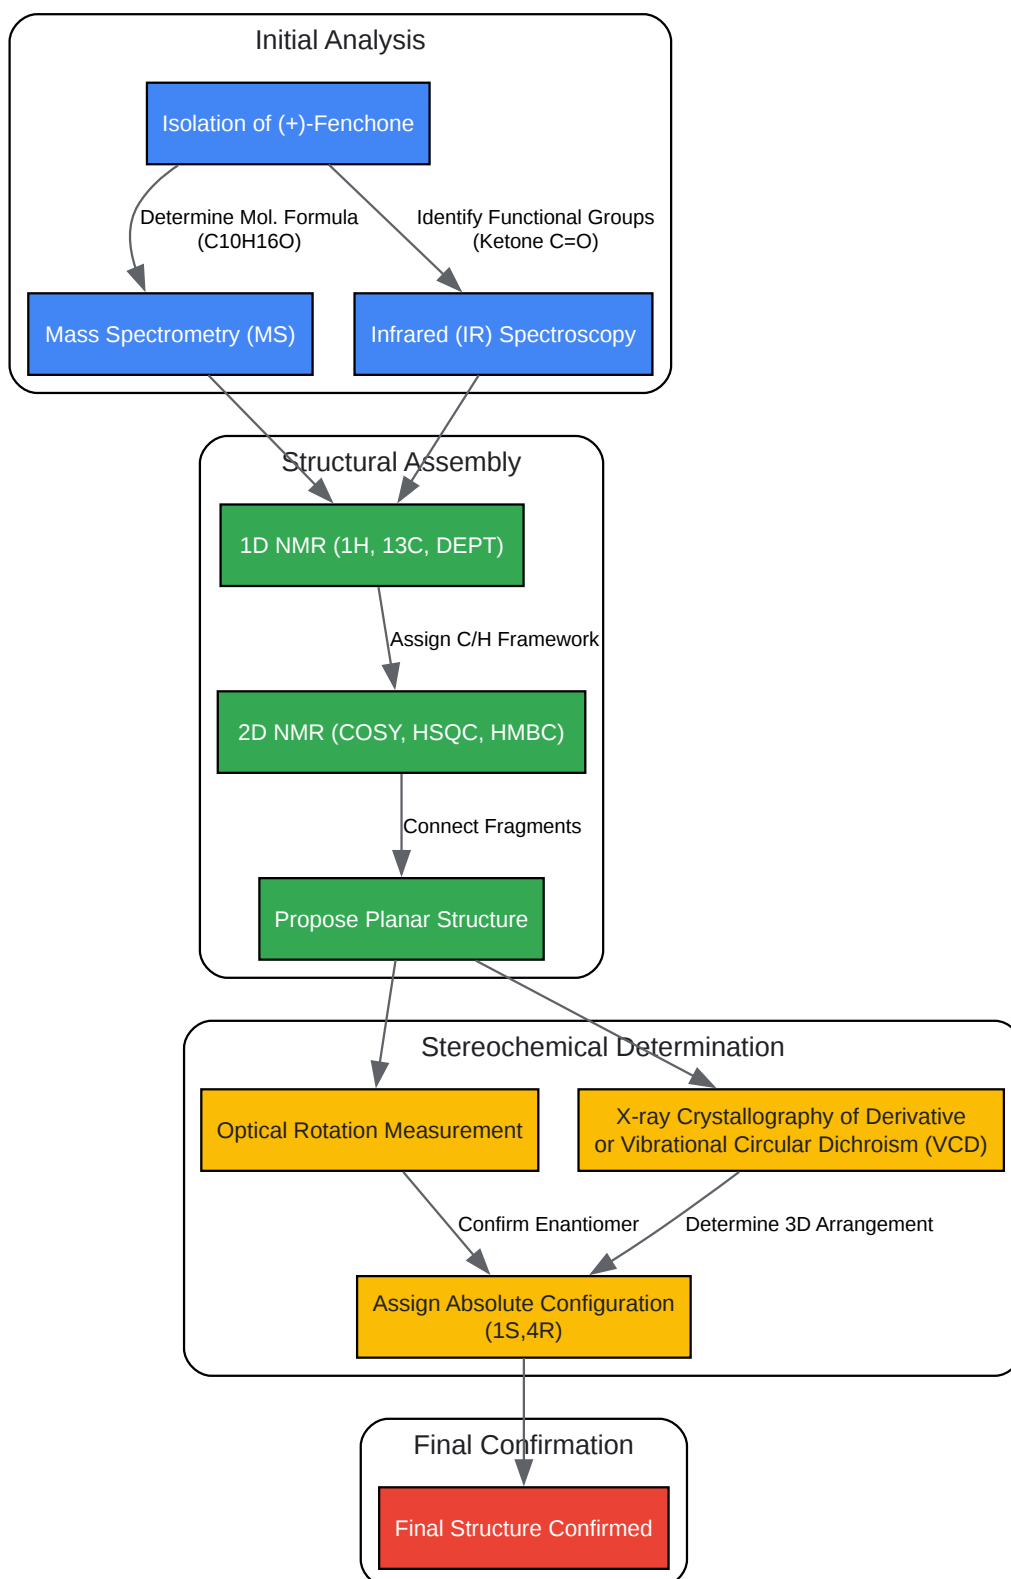 Initial Analysis
Isolation of (+)-Fenchone
Determine Mol. Formula
(C10H16O)
Identify Functional Groups
(Ketone C=O)
Mass Spectrometry (MS)
Infrared (IR) Spectroscopy
Structural Assembly
1D NMR (1H, 13C, DEPT)
Assign C/H Framework
2D NMR (COSY, HSQC, HMBC)
Connect Fragments
Propose Planar Structure
Stereochemical Determination
Optical Rotation Measurement
X-ray Crystallography of Derivative
or Vibrational Circular Dichroism (VCD)
Confirm Enantiomer
Determine 3D Arrangement
Assign Absolute Configuration
(1S,4R)
Final Confirmation
Final Structure Confirmed